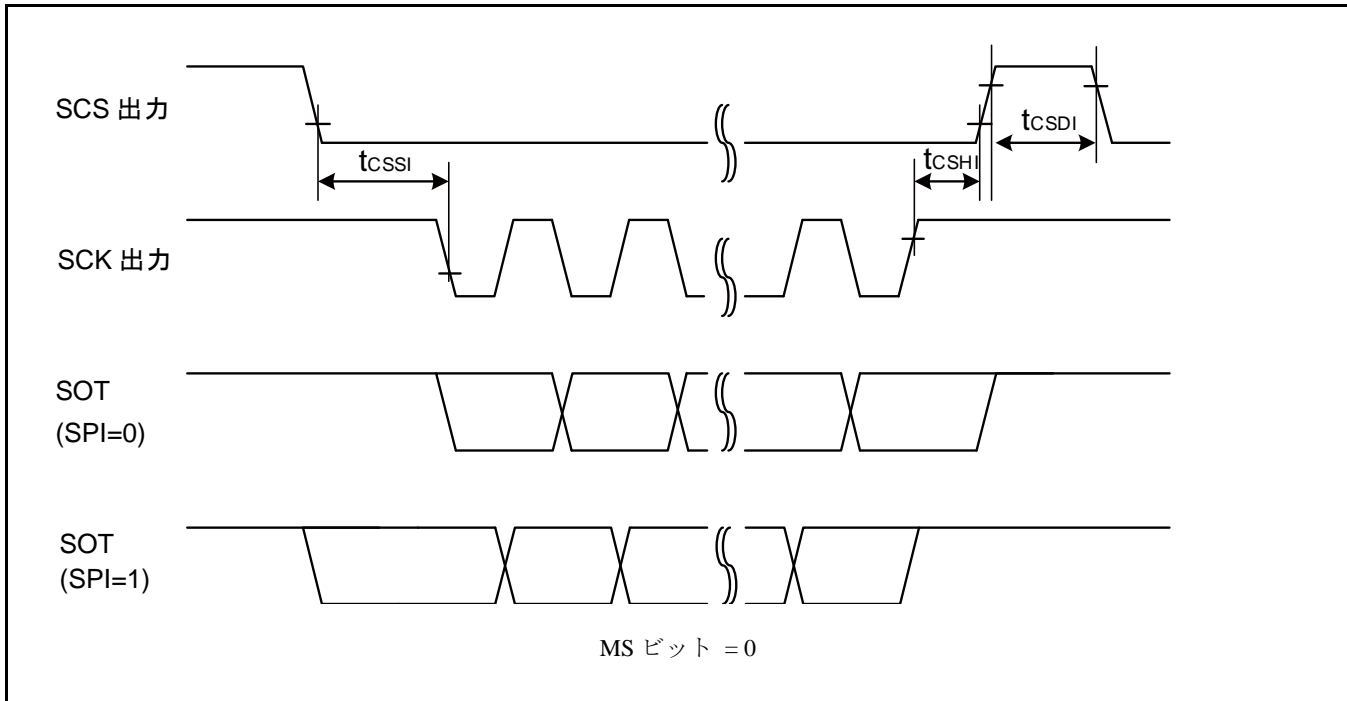 SCS 出力
tCSDI
tCSSI
tCSHI
SCK 出力
SOT
(SPI=0)
SOT
(SPI=1)
MS ビット = 0